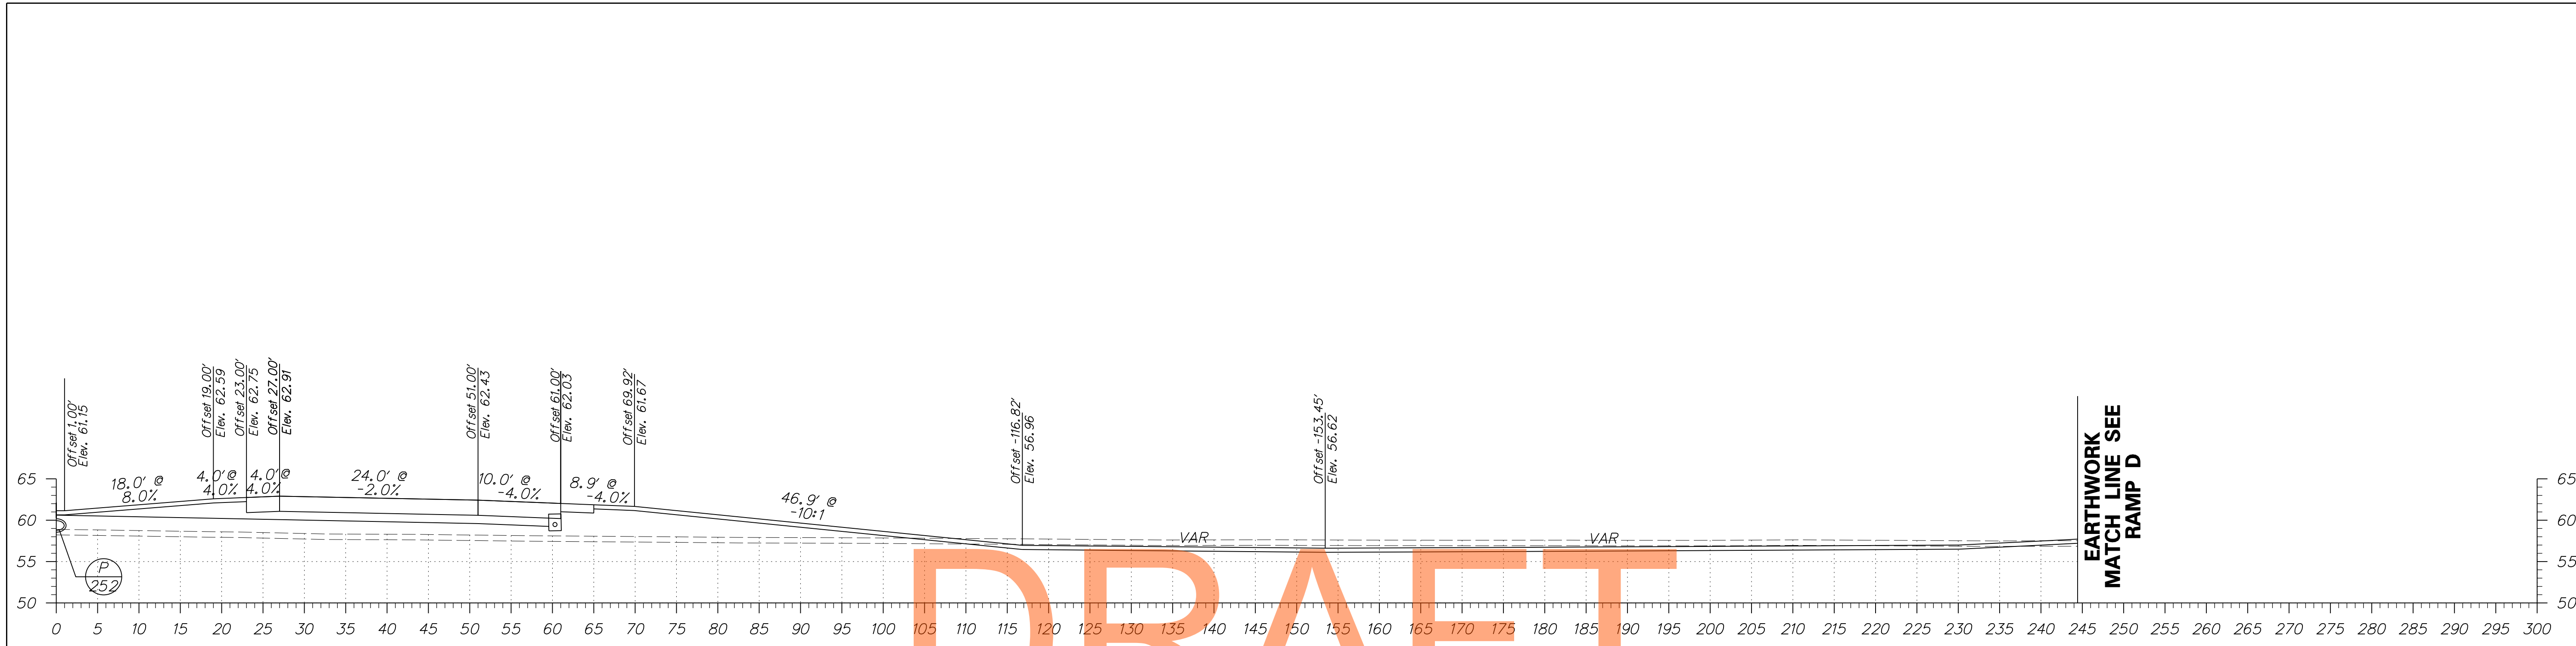 Offset 1.00'
Elev. 61.15
Offset 19.00'
Elev. 62.59
Offset 23.00'
Elev. 62.75
Offset 27.00'
Elev. 62.91
Offset 51.00'
Elev. 62.43
Offset 61.00'
Elev. 62.03
Offset 69.92'
Elev. 61.67
Offset -116.82'
Elev. 56.96
Offset -153.45'
Elev. 56.62
18.0' @
8.0%
4.0' @
4.0%
4.0' @
4.0%
24.0' @
-2.0%
10.0' @
-4.0%
8.9' @
-4.0%
46.9' @
-10:1
VAR
VAR
EARTHWORK
MATCH LINE SEE
RAMP D
65
60
55
50
65
60
55
50
P
252
DRAFT
0 5 10 15 20 25 30 35 40 45 50 55 60 65 70 75 80 85 90 95 100 105 110 115 120 125 130 135 140 145 150 155 160 165 170 175 180 185 190 195 200 205 210 215 220 225 230 235 240 245 250 255 260 265 270 275 280 285 290 295 300